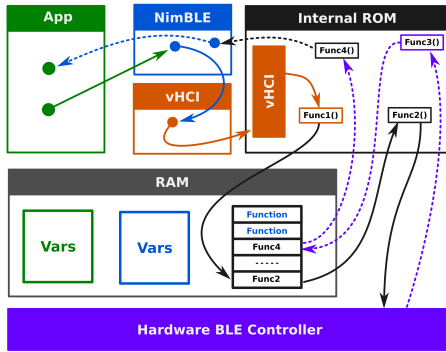 App
NimBLE
Internal ROM
Func4()
Func3()
vHCI
vHCI
Func1()
Func2()
RAM
Vars
Vars
Function
Function
Func4
-----
Func2
Hardware BLE Controller